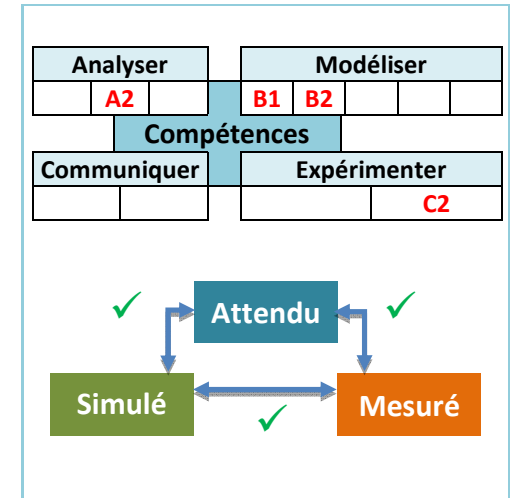 Analyser Modéliser
A2 B1 B2
Compétences
Communiquer Expérimenter
C2
Attendu
Simulé Mesuré